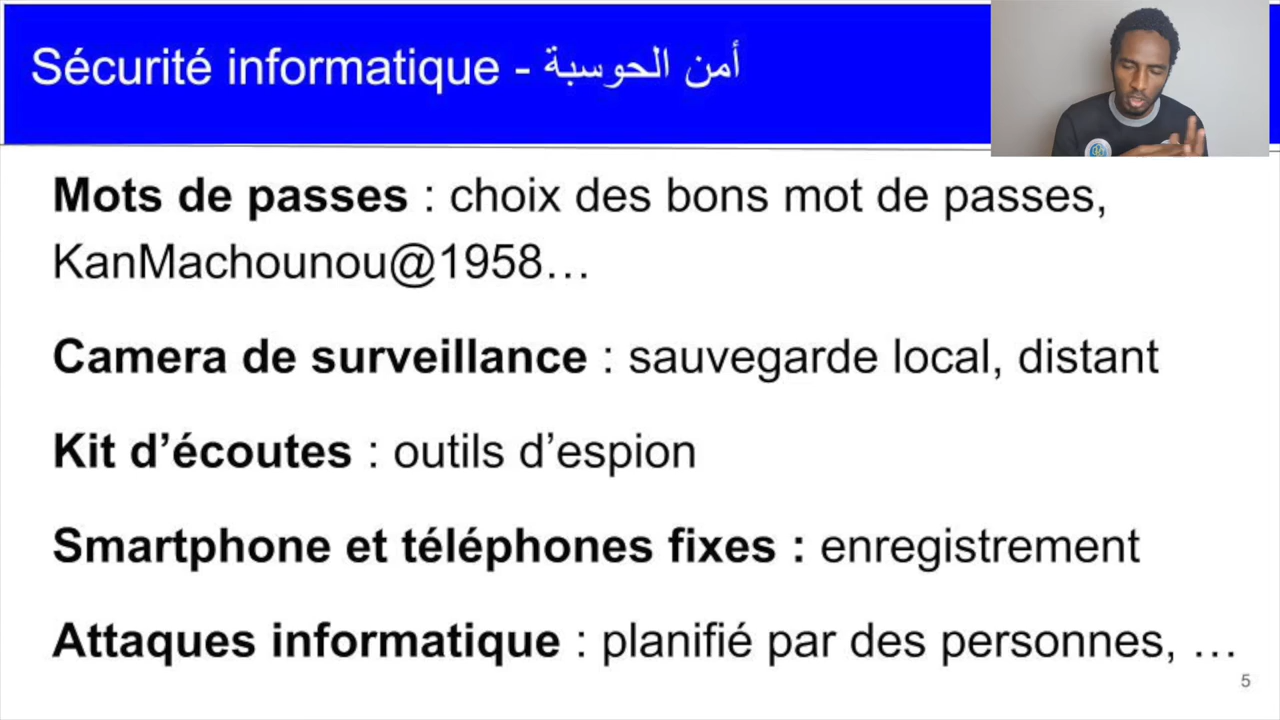 Sécurité informatique - أمن الحوسبة
Mots de passes : choix des bons mot de passes,
KanMachounou@1958…
Camera de surveillance : sauvegarde local, distant
Kit d’écoutes : outils d’espion
Smartphone et téléphones fixes : enregistrement
Attaques informatique : planifié par des personnes, …
5